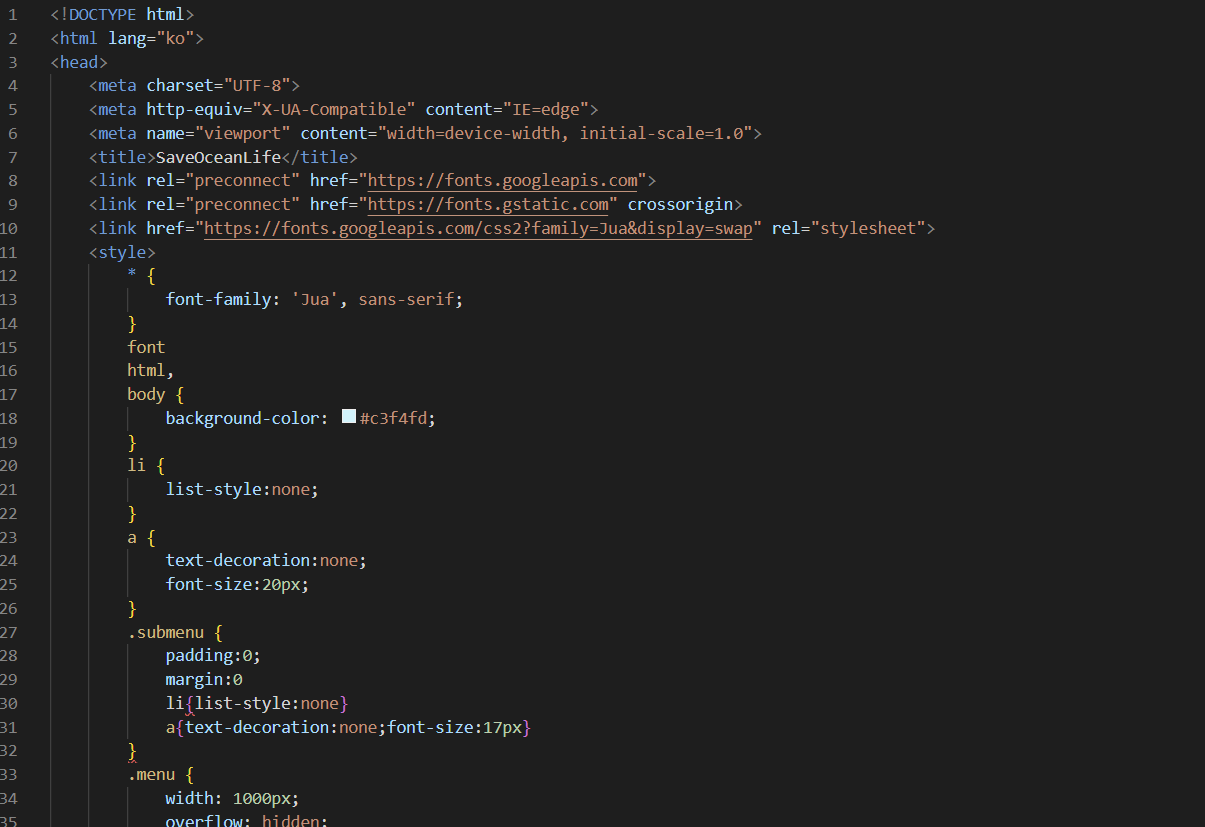 1 <!DOCTYPE html>
2 <html lang="ko">
3 <head>
4 <meta charset="UTF-8">
5 <meta http-equiv="X-UA-Compatible" content="IE=edge">
6 <meta name="viewport" content="width=device-width, initial-scale=1.0">
7 <title>SaveOceanLife</title>
8 <link rel="preconnect" href="https://fonts.googleapis.com">
9 <link rel="preconnect" href="https://fonts.gstatic.com" crossorigin>
10 <link href="https://fonts.googleapis.com/css2?family=Jua&display=swap" rel="stylesheet">
11 <style>
12 * {
13 font-family: 'Jua', sans-serif;
14 }
15 font
16 html,
17 body {
18 background-color: #c3f4fd;
19 }
20 li {
21 list-style:none;
22 }
23 a {
24 text-decoration:none;
25 font-size:20px;
26 }
27 .submenu {
28 padding:0;
29 margin:0
30 li{list-style:none}
31 a{text-decoration:none;font-size:17px}
32 }
33 .menu {
34 width: 1000px;
35 overflow: hidden;